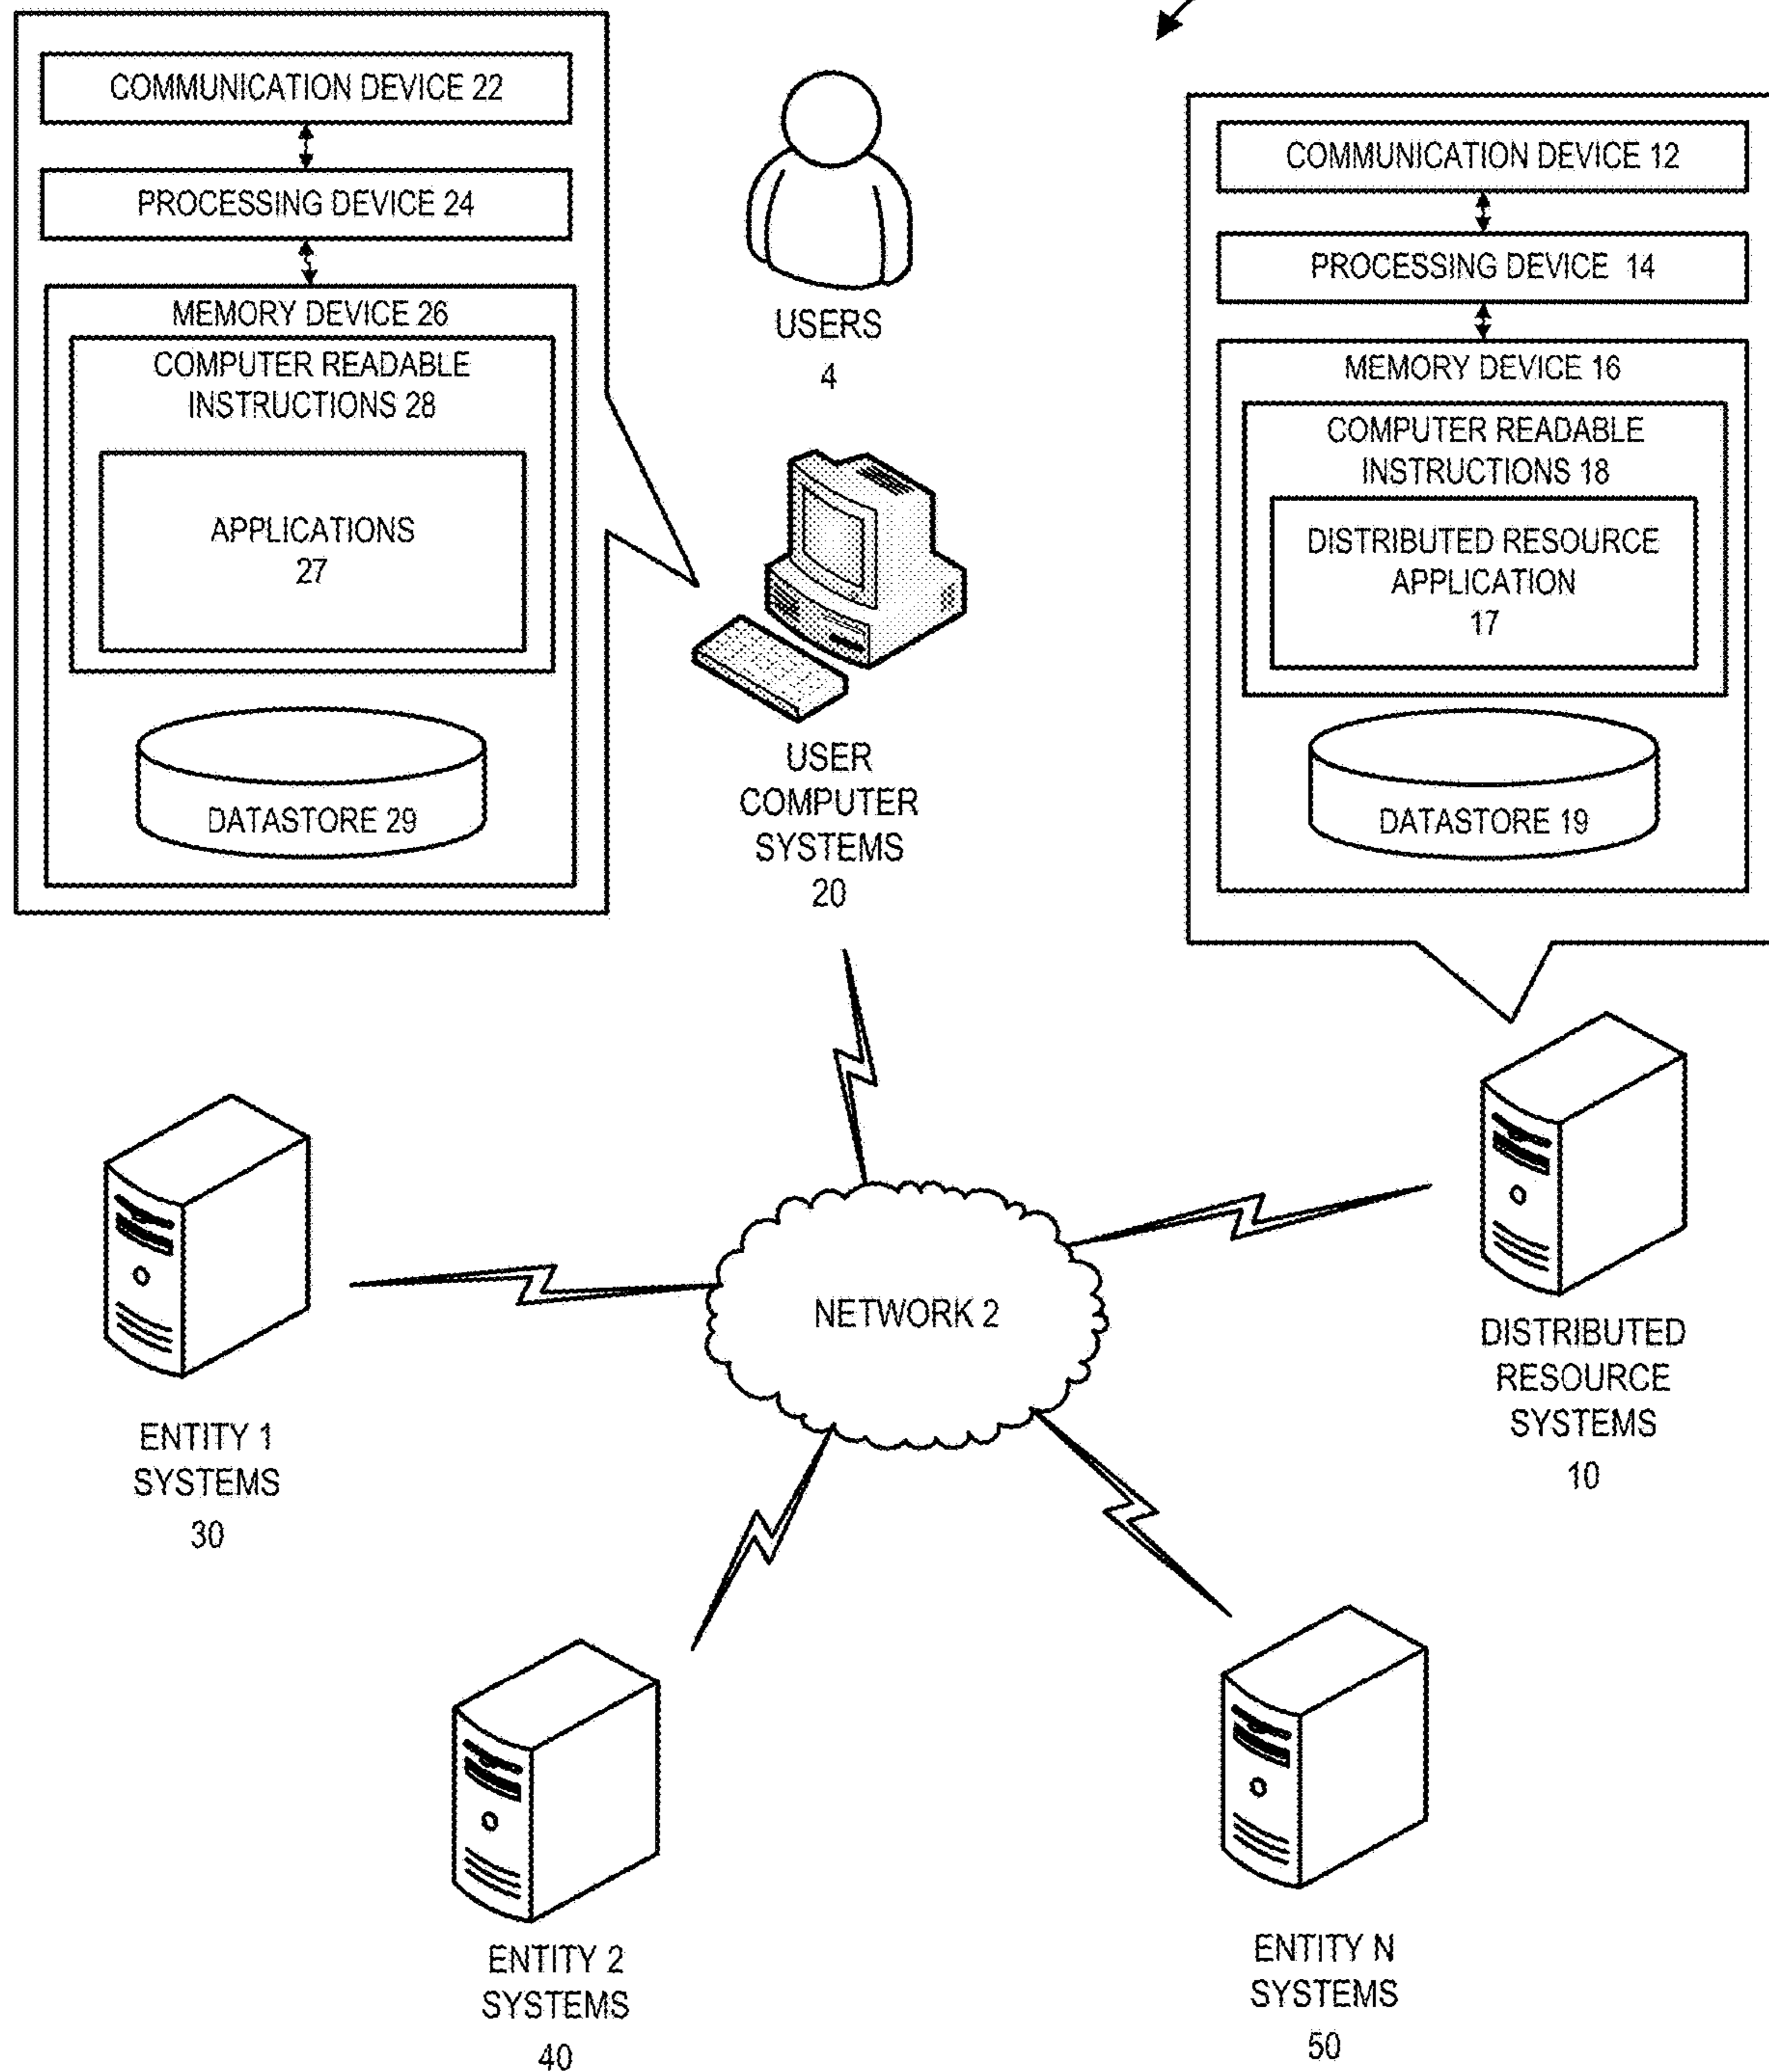 COMMUNICATION DEVICE 22
PROCESSING DEVICE 24
MEMORY DEVICE 26
COMPUTER READABLE
INSTRUCTIONS 28
APPLICATIONS
27
DATASTORE 29
USERS
4
USER
COMPUTER
SYSTEMS
20
COMMUNICATION DEVICE 12
PROCESSING DEVICE 14
MEMORY DEVICE 16
COMPUTER READABLE
INSTRUCTIONS 18
DISTRIBUTED RESOURCE
APPLICATION
17
DATASTORE 19
NETWORK 2
DISTRIBUTED
RESOURCE
SYSTEMS
10
ENTITY 1
SYSTEMS
30
ENTITY 2
SYSTEMS
40
ENTITY N
SYSTEMS
50